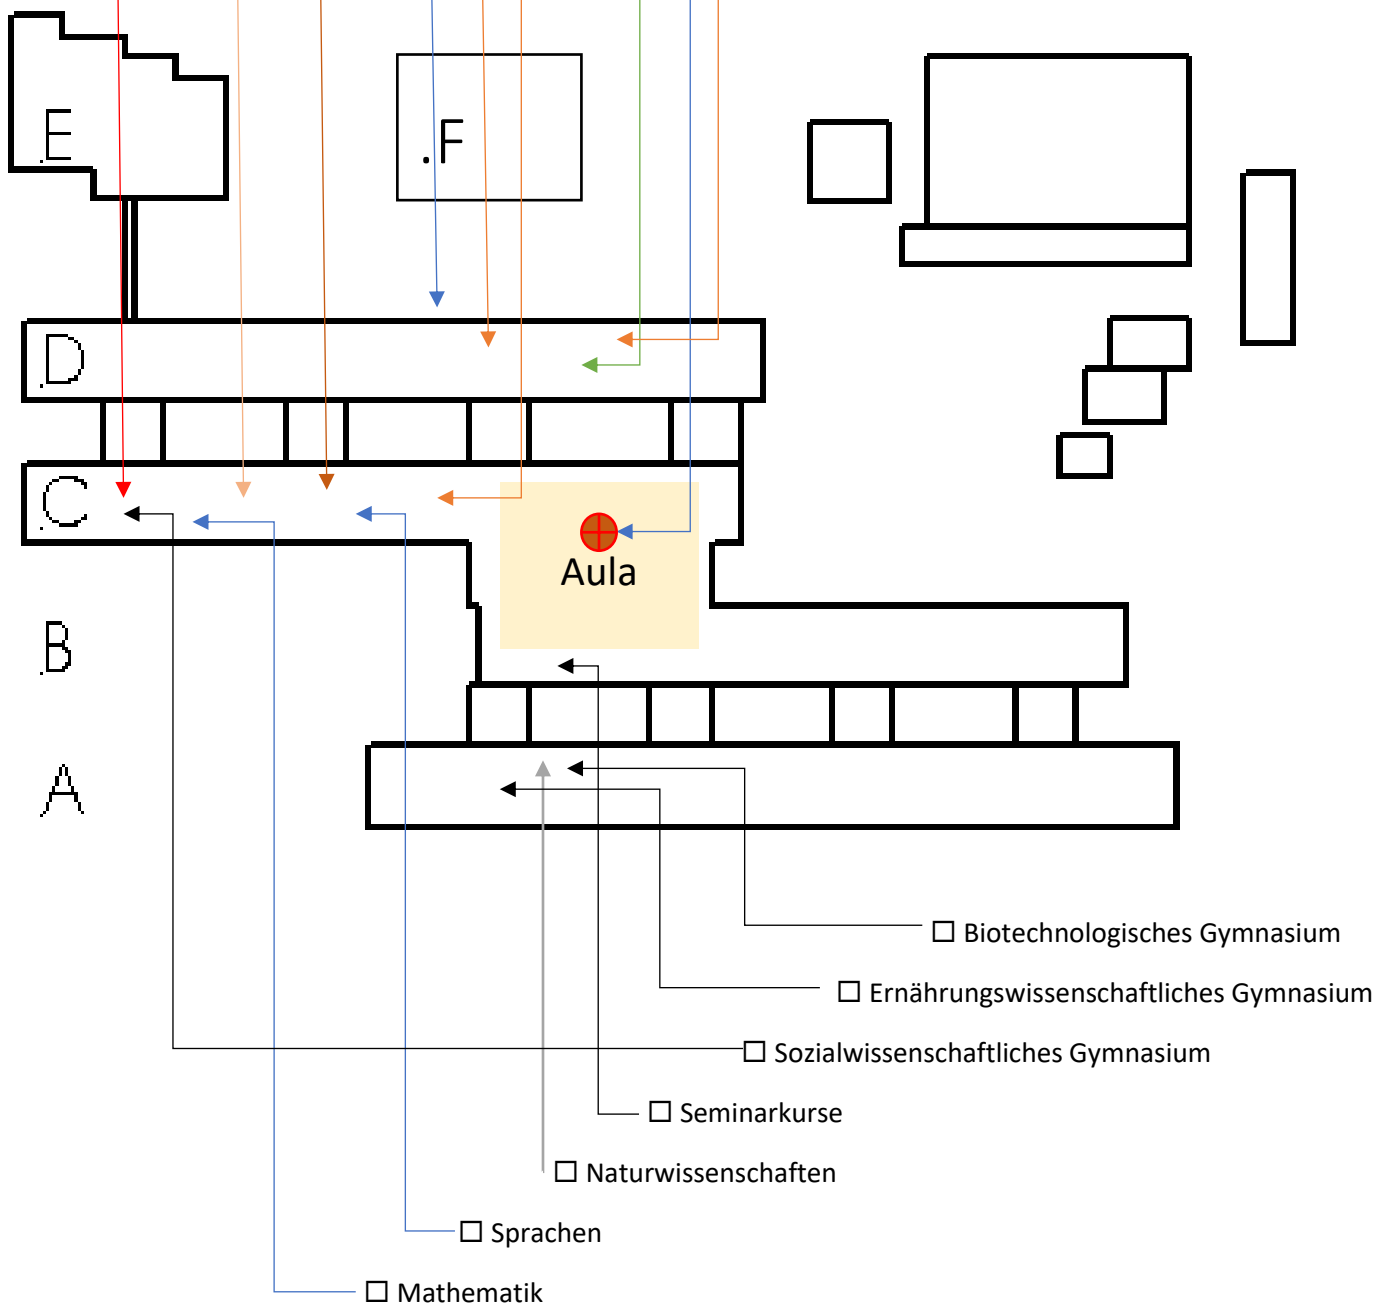 .E
.F
.D
.C
Aula
.B
.A
☐ Biotechnologisches Gymnasium
☐ Ernährungswissenschaftliches Gymnasium
☐ Sozialwissenschaftliches Gymnasium
☐ Seminarkurse
☐ Naturwissenschaften
☐ Sprachen
☐ Mathematik